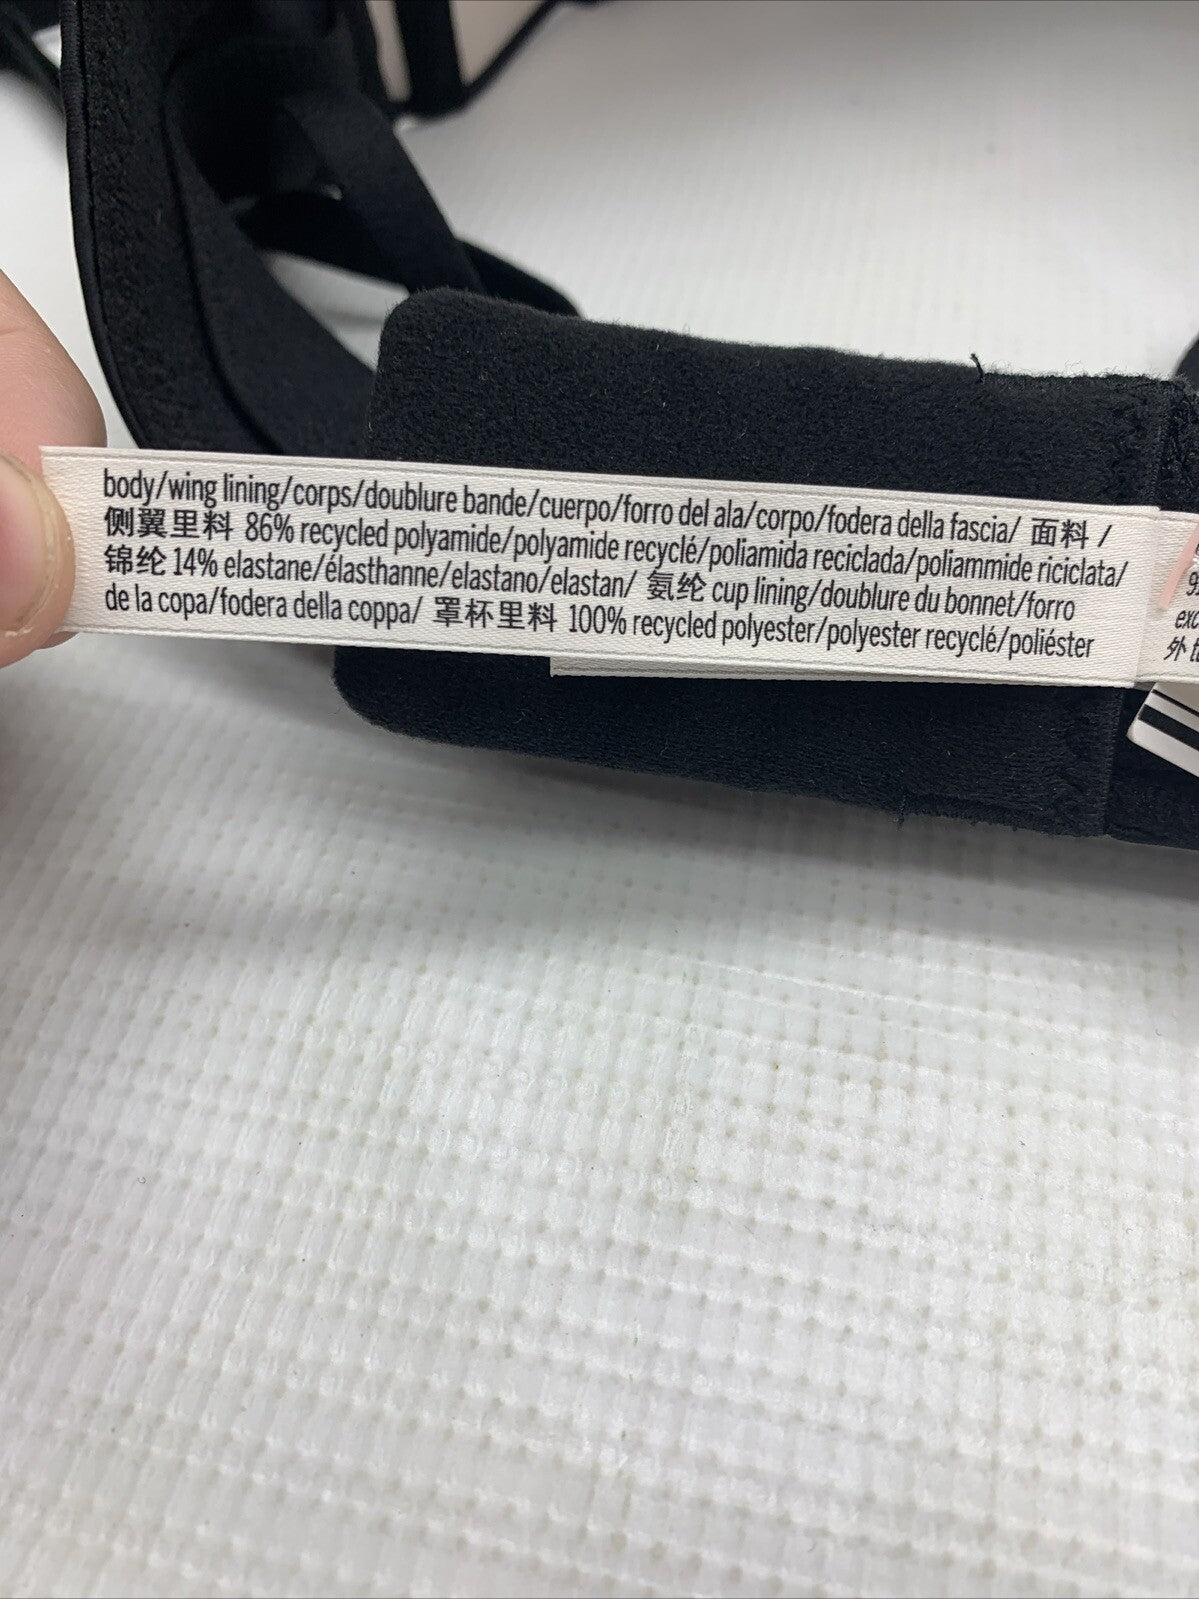 body/wing lining/corps/doublure bande/cuerpo/forro del ala/corpo/fodera della fascia/ 面料 /
侧翼里料 86% recycled polyamide/polyamide recyclé/poliamida reciclada/poliammide riciclata/
锦纶 14% elastane/élasthanne/elastano/elastan/ 氨纶 cup lining/doublure du bonnet/forro
de la copa/fodera della coppa/ 罩杯里料 100% recycled polyester/polyester recyclé/poliéster
外